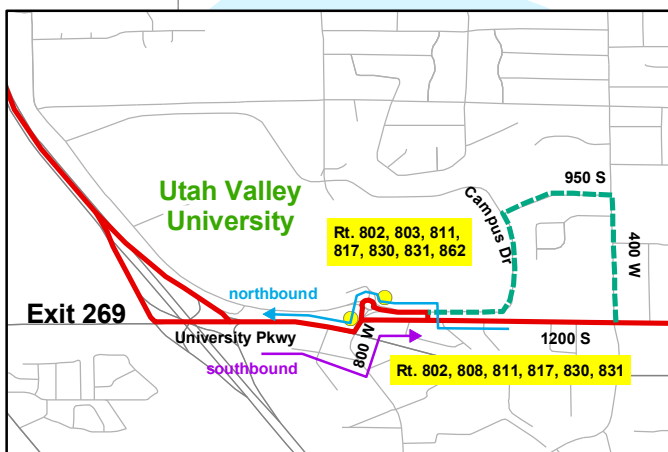 950 S
Utah Valley
University
Campus Dr
Rt. 802, 803, 811,
817, 830, 831, 862
400 W
northbound
Exit 269
University Pkwy
800 W
1200 S
southbound
Rt. 802, 808, 811, 817, 830, 831